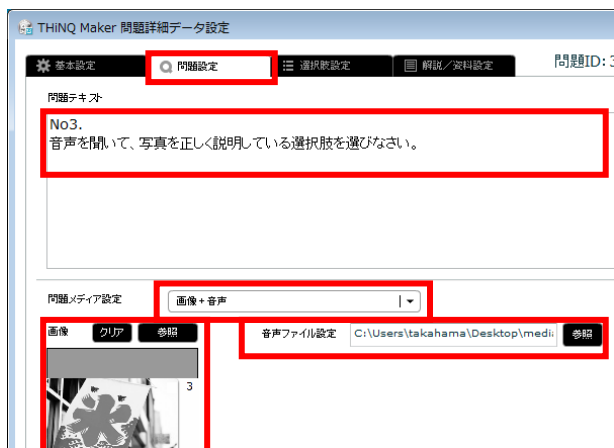 THiNQ Maker 問題詳細データ設定
基本設定 問題設定 選択肢設定 解説／資料設定 問題ID: 3
問題テキスト
No3.
音声を聞いて、写真を正しく説明している選択肢を選びなさい。
問題メディア設定 画像+音声
画像 クリア 参照 音声ファイル設定 C:\Users\takahama\Desktop\medi 参照
3